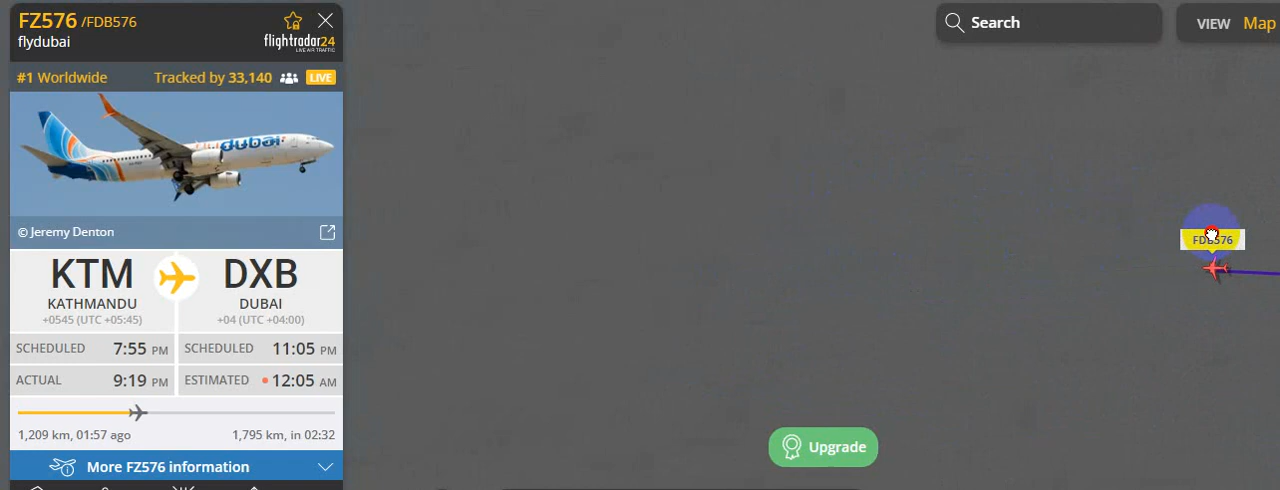 FZ576 /FDB576
flydubai
flightradar24
LIVE AIR TRAFFIC
#1 Worldwide
Tracked by 33,140
LIVE
dubai
© Jeremy Denton
KTM
DXB
KATHMANDU
DUBAI
+0545 (UTC +05:45)
+04 (UTC +04:00)
SCHEDULED 7:55 PM
SCHEDULED 11:05 PM
ACTUAL 9:19 PM
ESTIMATED 12:05 AM
1,209 km, 01:57 ago
1,795 km, in 02:32
More FZ576 information
Search
VIEW Map
FDB576
Upgrade